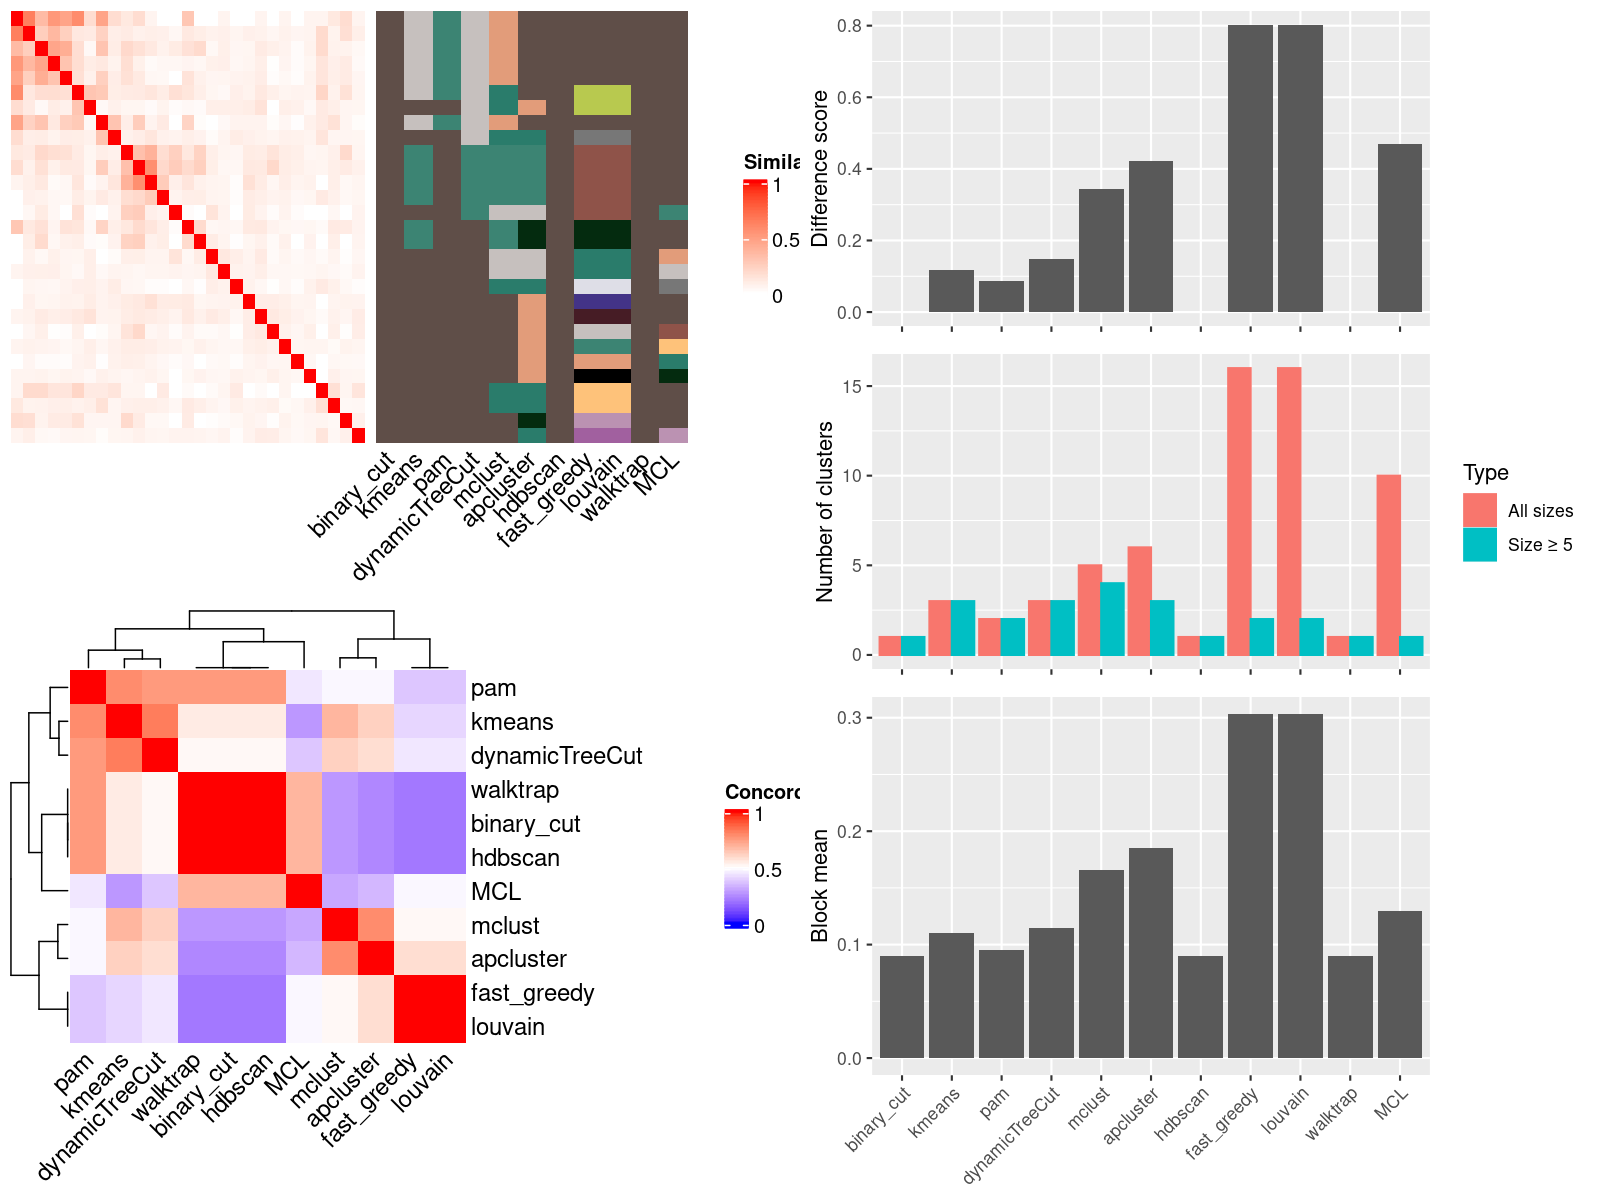 Simila
1
0.5
0
binary_cut
kmeans
pam
dynamicTreeCut
mclust
apcluster
hdbscan
fast_greedy
louvain
walktrap
MCL
pam
kmeans
dynamicTreeCut
walktrap
binary_cut
hdbscan
MCL
mclust
apcluster
fast_greedy
louvain
Concord
1
0.5
0
pam
kmeans
dynamicTreeCut
walktrap
binary_cut
hdbscan
MCL
mclust
apcluster
fast_greedy
louvain
Difference score
0.8
0.6
0.4
0.2
0.0
Number of clusters
15
10
5
0
Type
All sizes
Size ≥ 5
Block mean
0.3
0.2
0.1
0.0
binary_cut
kmeans
pam
dynamicTreeCut
mclust
apcluster
hdbscan
fast_greedy
louvain
walktrap
MCL